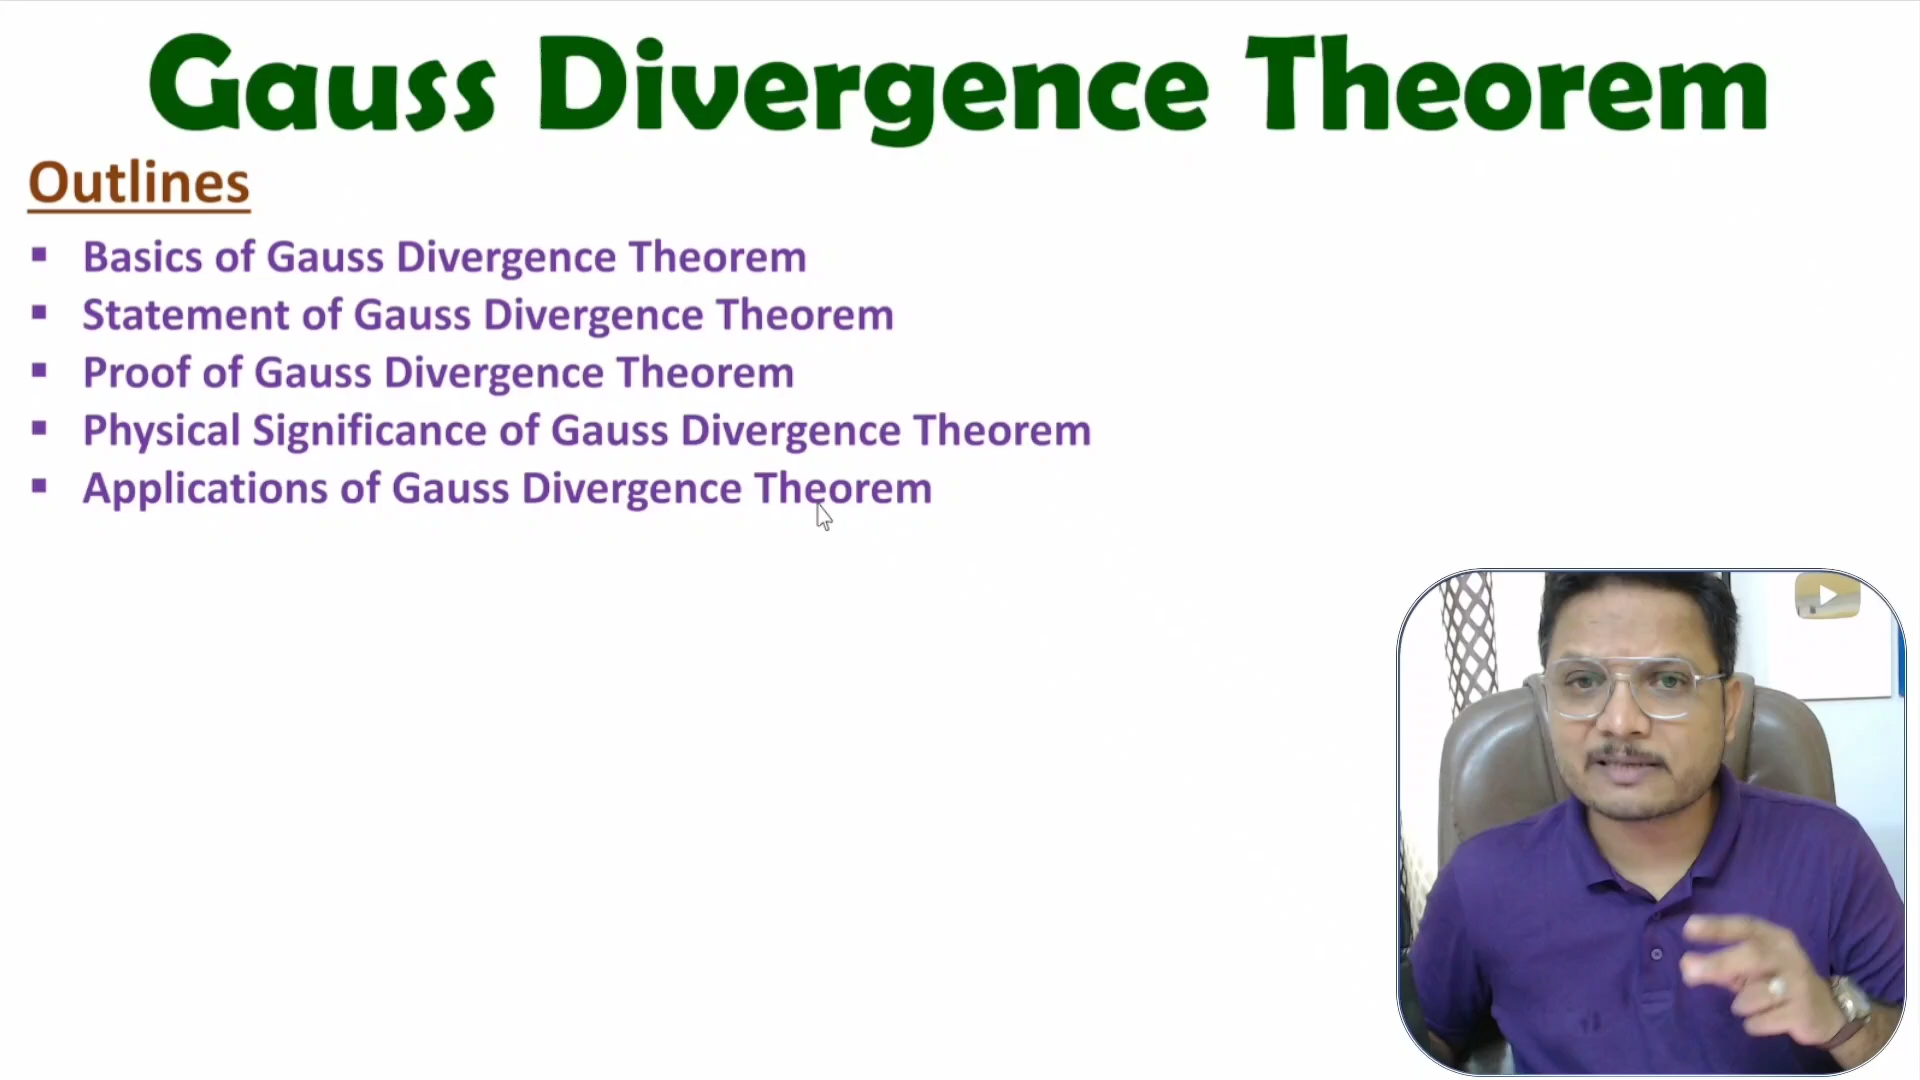 Gauss Divergence Theorem
Outlines
▪ Basics of Gauss Divergence Theorem
▪ Statement of Gauss Divergence Theorem
▪ Proof of Gauss Divergence Theorem
▪ Physical Significance of Gauss Divergence Theorem
▪ Applications of Gauss Divergence Theorem